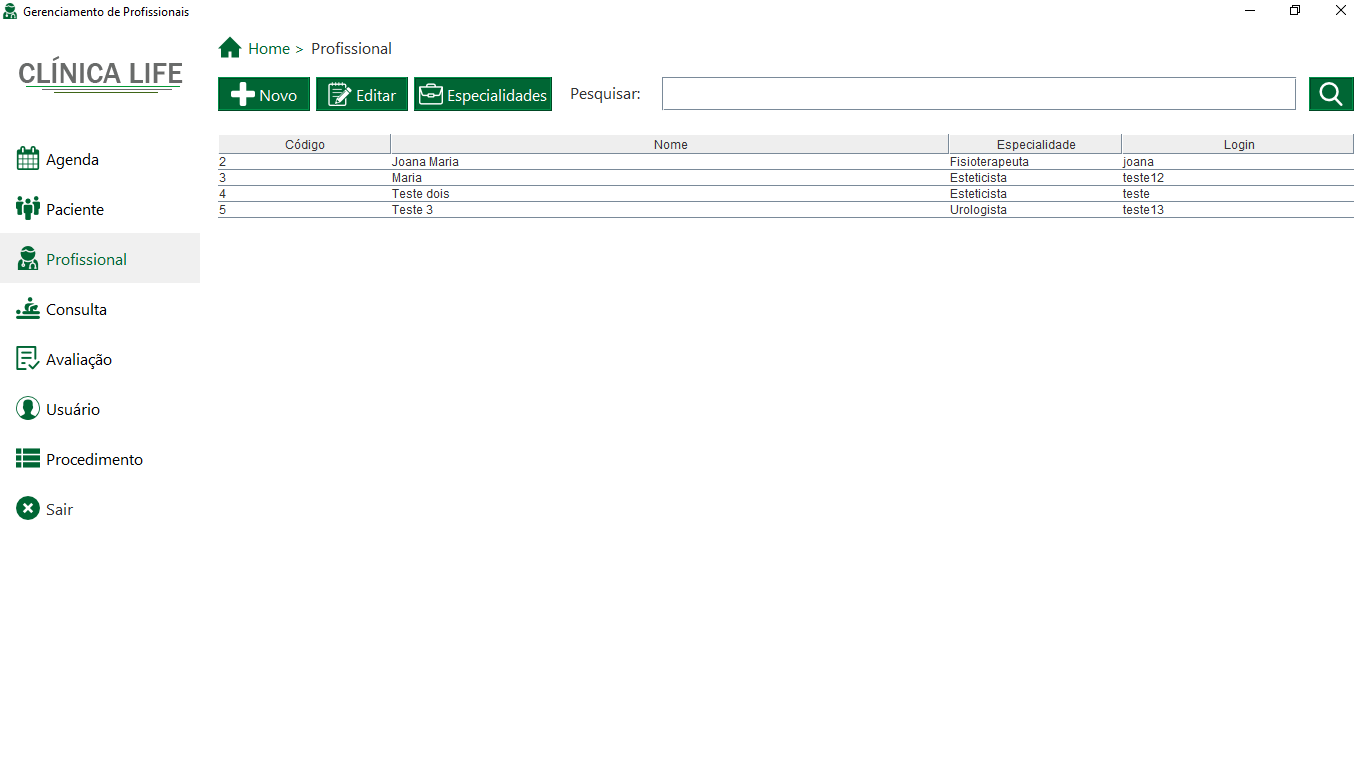 Gerenciamento de Profissionais
CLÍNICA LIFE
Agenda
Paciente
Profissional
Consulta
Avaliação
Usuário
Procedimento
Sair
Home > Profissional
Novo Editar Especialidades Pesquisar:
Código Nome Especialidade Login
2 Joana Maria Fisioterapeuta joana
3 Maria Esteticista teste12
4 Teste dois Esteticista teste
5 Teste 3 Urologista teste13